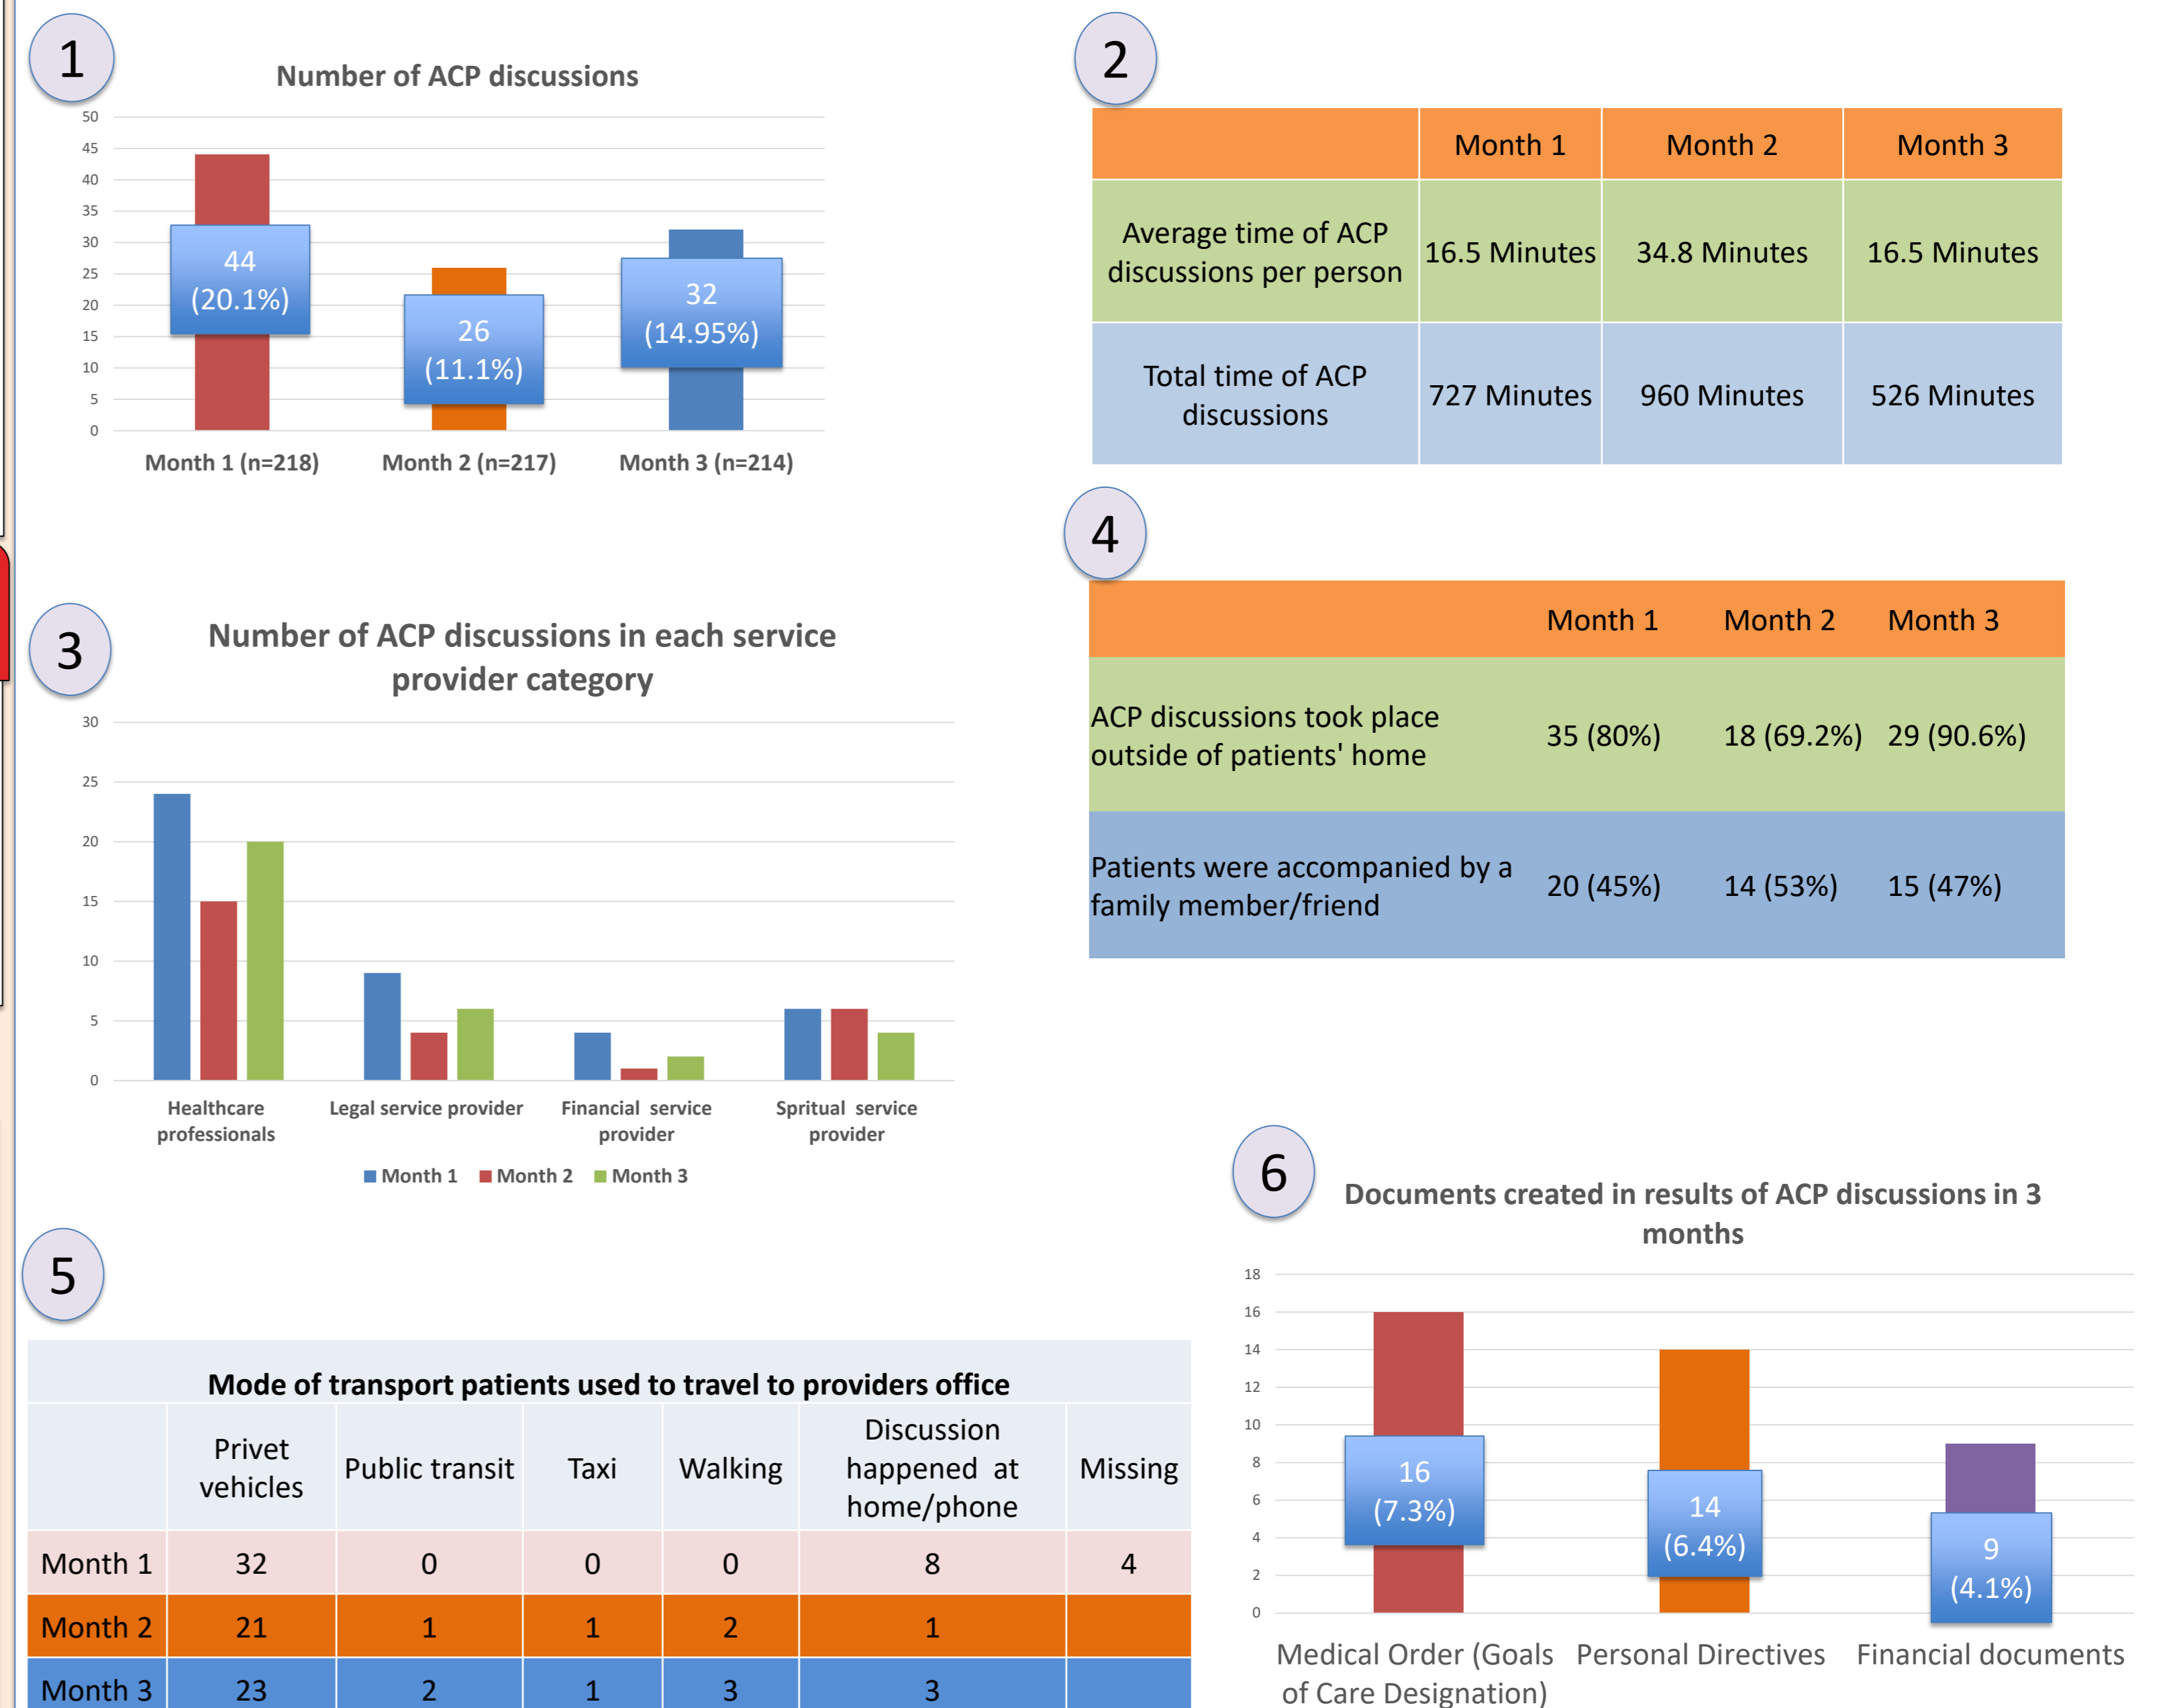 1
Number of ACP discussions
50
45
40
35
30
25
20
15
10
5
0
44
(20.1%)
26
(11.1%)
32
(14.95%)
Month 1 (n=218) Month 2 (n=217) Month 3 (n=214)
2
Month 1 Month 2 Month 3
Average time of ACP
discussions per person
16.5 Minutes 34.8 Minutes 16.5 Minutes
Total time of ACP
discussions
727 Minutes 960 Minutes 526 Minutes
3
Number of ACP discussions in each service
provider category
30
25
20
15
10
5
0
Healthcare
professionals
Legal service provider
Financial service
provider
Spritual service
provider
Month 1 Month 2 Month 3
4
Month 1 Month 2 Month 3
ACP discussions took place
outside of patients' home
35 (80%) 18 (69.2%) 29 (90.6%)
Patients were accompanied by a
family member/friend
20 (45%) 14 (53%) 15 (47%)
5
Mode of transport patients used to travel to providers office
Privet
vehicles
Public transit
Taxi
Walking
Discussion
happened at
home/phone
Missing
Month 1 32 0 0 0 8 4
Month 2 21 1 1 2 1
Month 3 23 2 1 3 3
6
Documents created in results of ACP discussions in 3
months
18
16
14
12
10
8
6
4
2
0
16
(7.3%)
14
(6.4%)
9
(4.1%)
Medical Order (Goals
of Care Designation)
Personal Directives
Financial documents